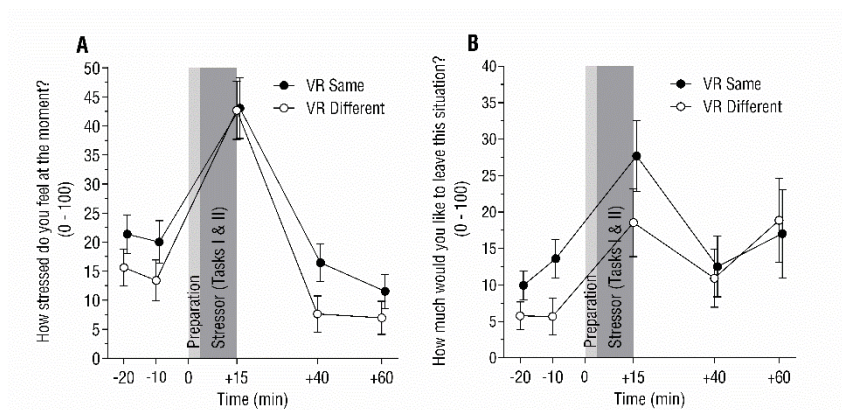 A
How stressed do you feel at the moment?
(0 - 100)
50
45
40
35
30
25
20
15
10
5
0
VR Same
VR Different
Preparation
Stressor (Tasks I & II)
-20
-10
0
+15
+40
+60
Time (min)
B
How much would you like to leave this situation?
(0 - 100)
40
35
30
25
20
15
10
5
0
VR Same
VR Different
Preparation
Stressor (Tasks I & II)
-20
-10
0
+15
+40
+60
Time (min)